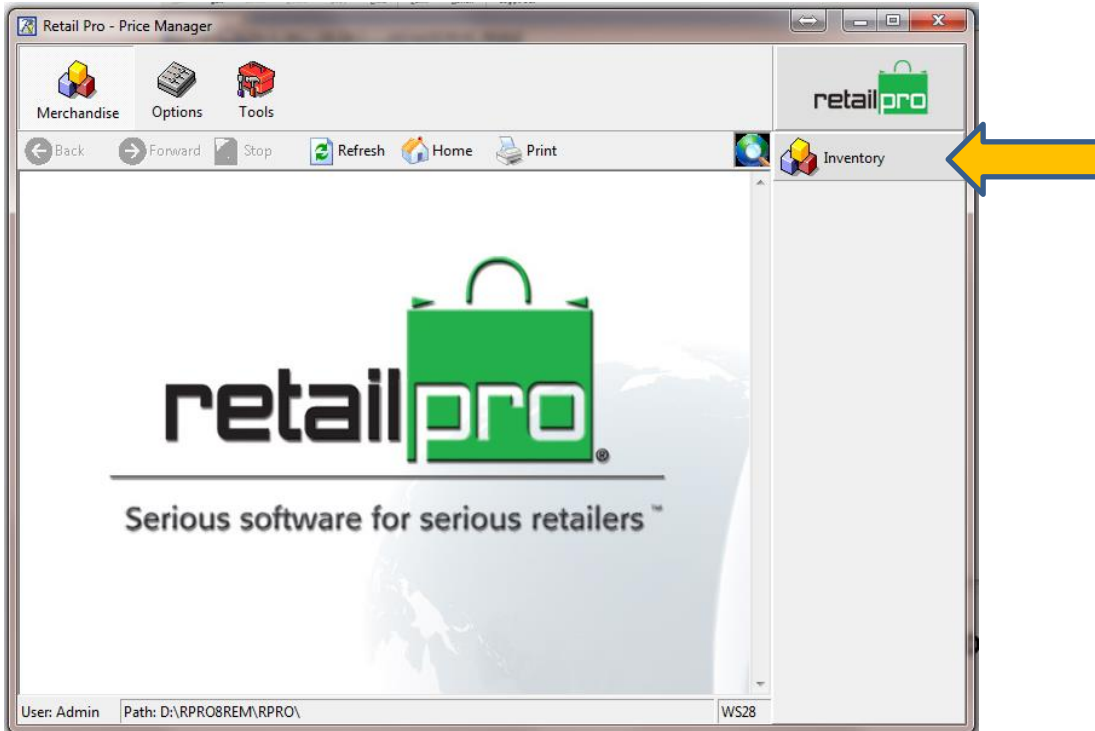 Retail Pro - Price Manager
Merchandise Options Tools
retailpro
Back Forward Stop Refresh Home Print
Inventory
retailpro®
Serious software for serious retailers™
User: Admin Path: D:\RPRO8REM\RPRO\ WS28